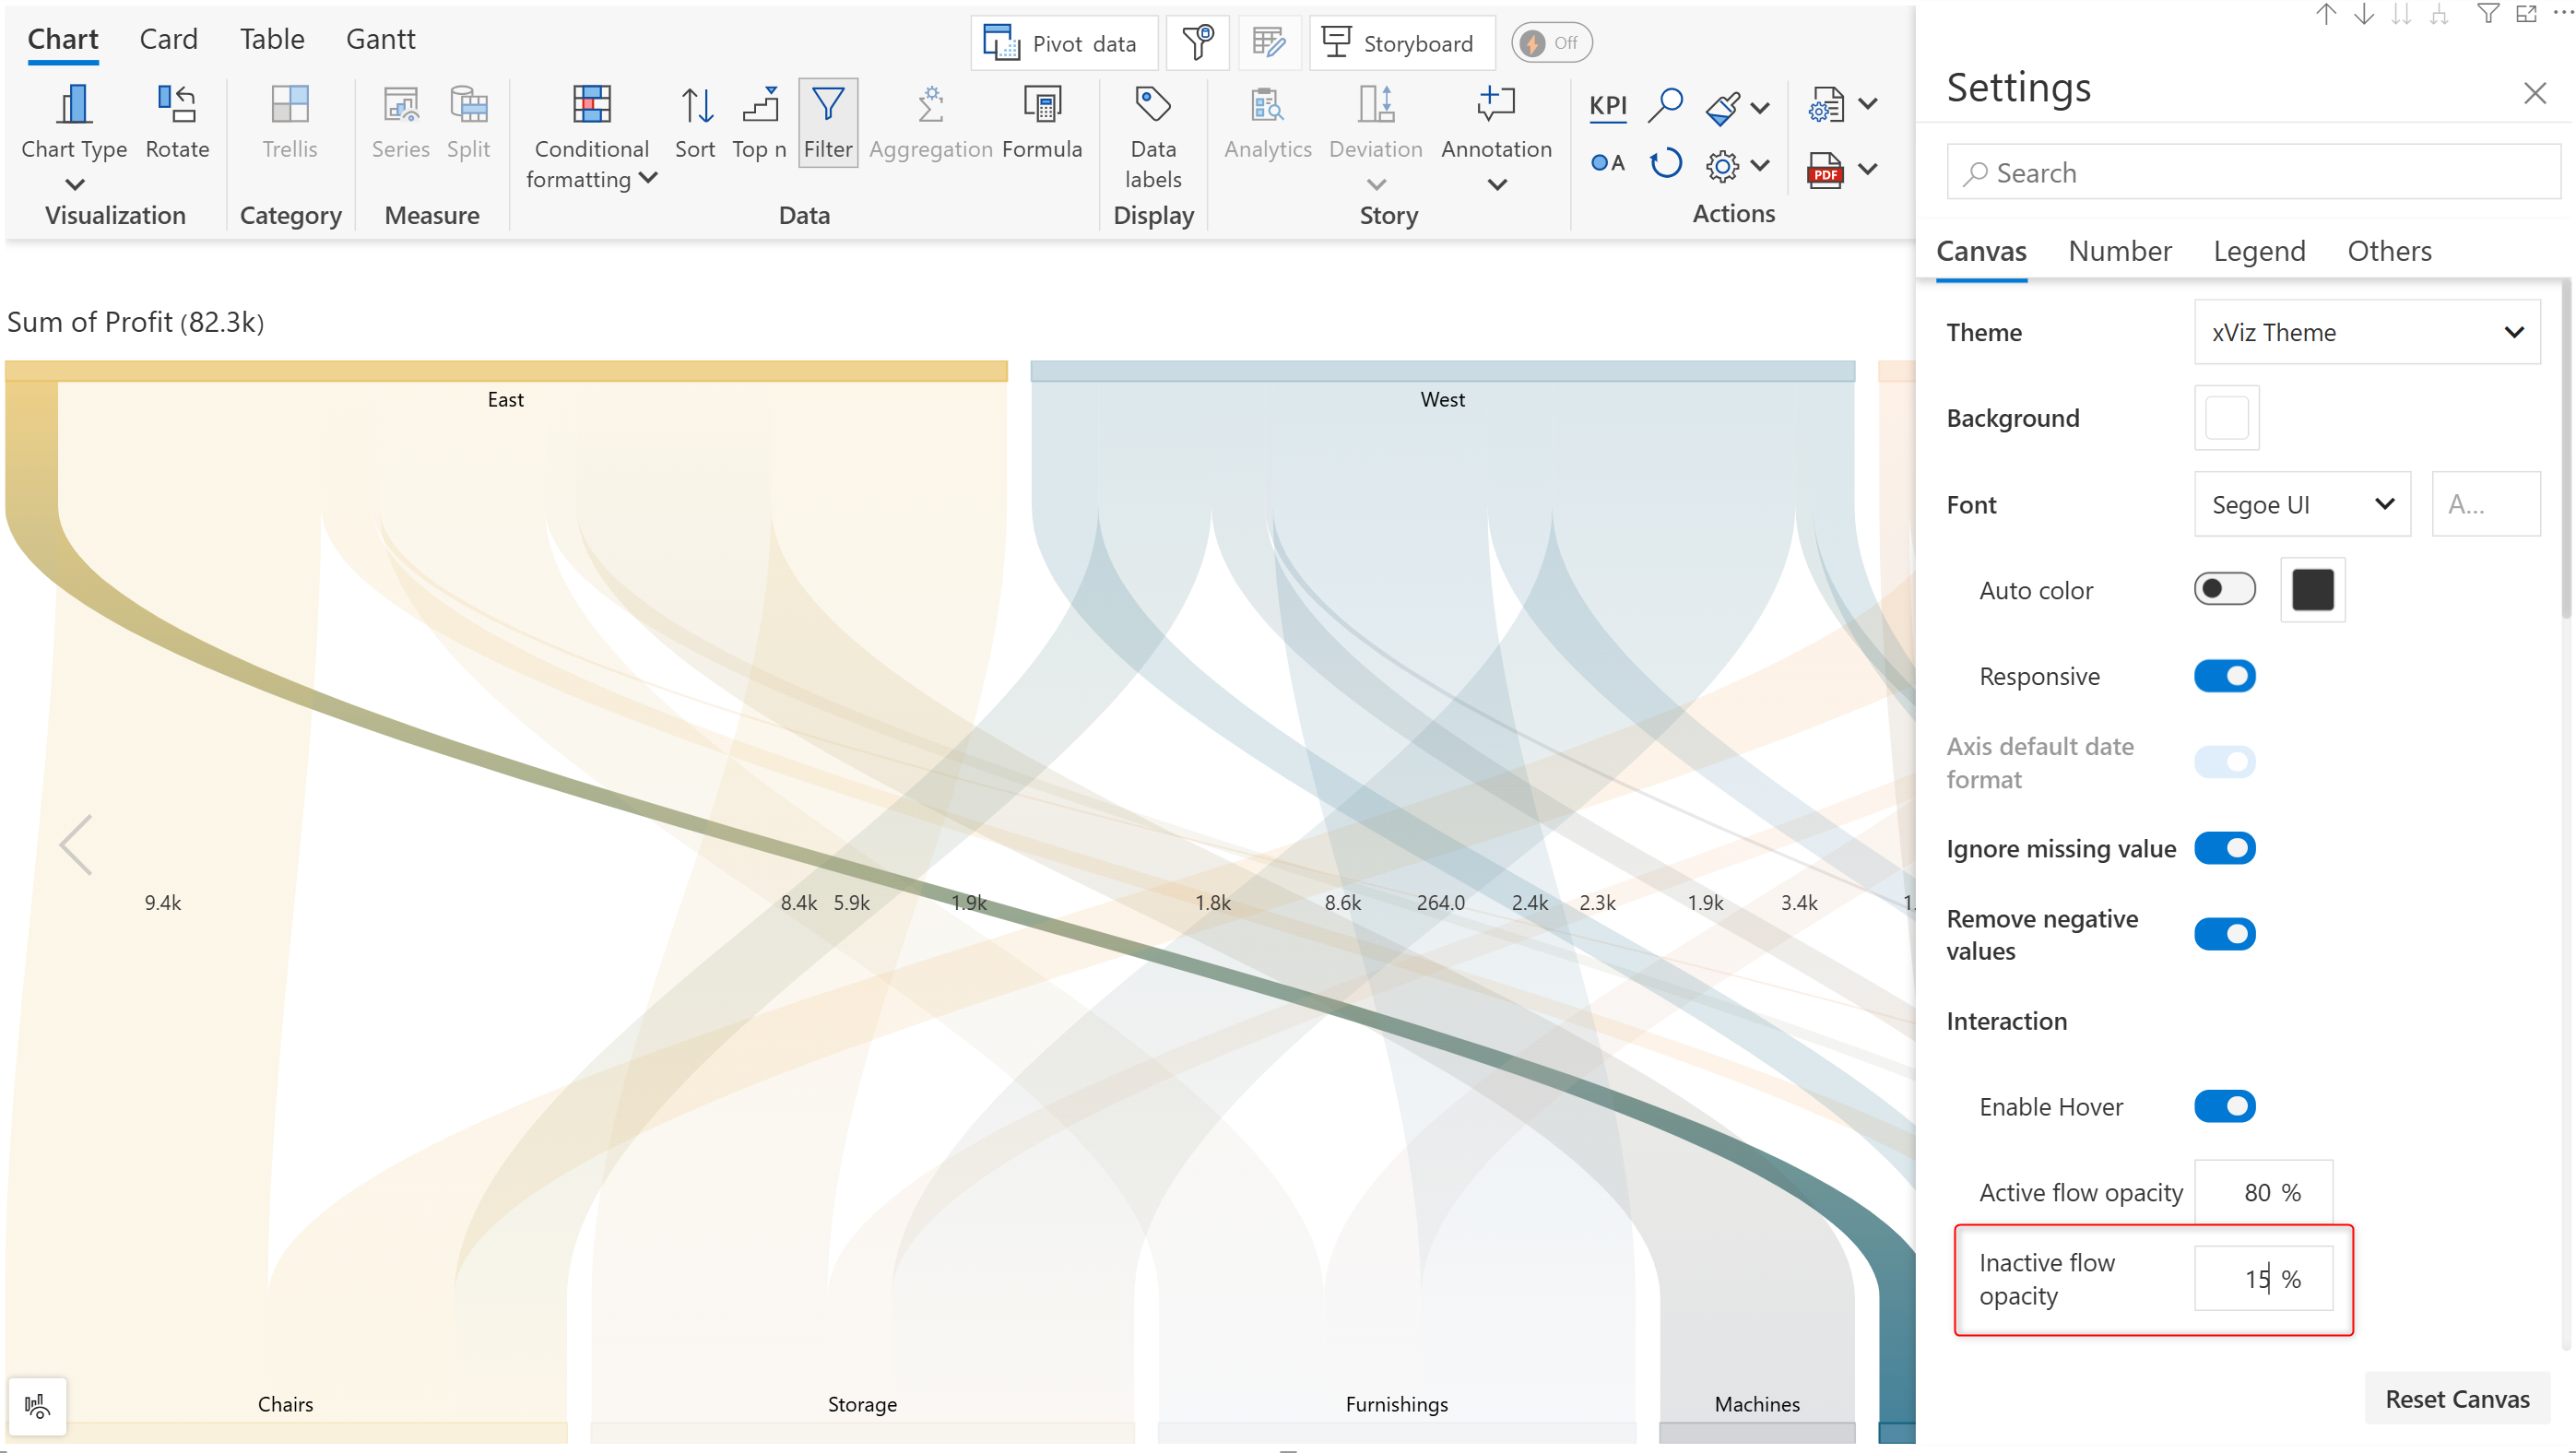 Chart Card Table Gantt
Pivot data Storyboard Off
Chart Type Rotate Trellis Series Split Conditional formatting Sort Top n Filter Aggregation Formula Data labels Analytics Deviation Annotation KPI A PDF
Visualization Category Measure Data Display Story Actions
Sum of Profit (82.3k)
East West
9.4k 8.4k 5.9k 1.9k 1.8k 8.6k 264.0 2.4k 2.3k 1.9k 3.4k
Chairs Storage Furnishings Machines
Settings
Search
Canvas Number Legend Others
Theme xViz Theme
Background
Font Segoe UI A...
Auto color
Responsive
Axis default date
format
Ignore missing value
Remove negative
values
Interaction
Enable Hover
Active flow opacity 80 %
Inactive flow
opacity 15 %
Reset Canvas